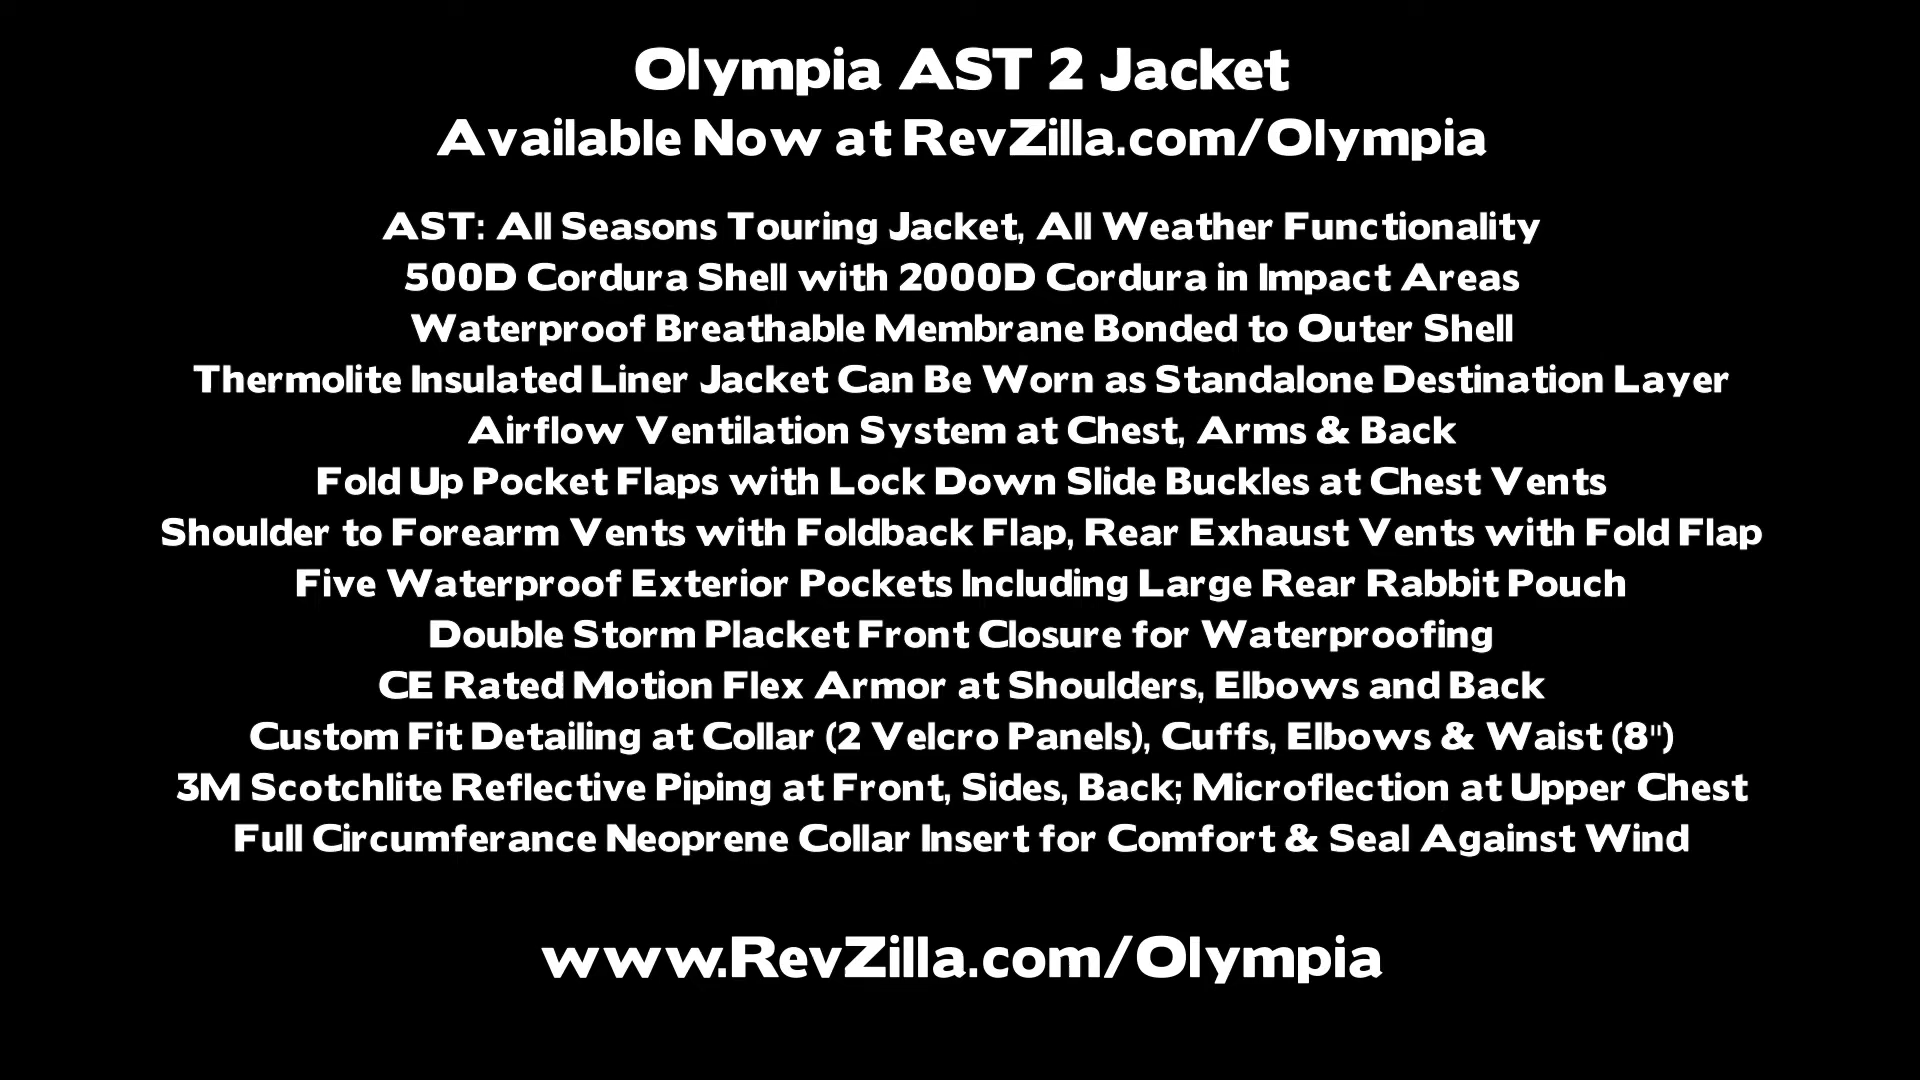 Olympia AST 2 Jacket
Available Now at RevZilla.com/Olympia
AST: All Seasons Touring Jacket, All Weather Functionality
500D Cordura Shell with 2000D Cordura in Impact Areas
Waterproof Breathable Membrane Bonded to Outer Shell
Thermolite Insulated Liner Jacket Can Be Worn as Standalone Destination Layer
Airflow Ventilation System at Chest, Arms & Back
Fold Up Pocket Flaps with Lock Down Slide Buckles at Chest Vents
Shoulder to Forearm Vents with Foldback Flap, Rear Exhaust Vents with Fold Flap
Five Waterproof Exterior Pockets Including Large Rear Rabbit Pouch
Double Storm Placket Front Closure for Waterproofing
CE Rated Motion Flex Armor at Shoulders, Elbows and Back
Custom Fit Detailing at Collar (2 Velcro Panels), Cuffs, Elbows & Waist (8")
3M Scotchlite Reflective Piping at Front, Sides, Back; Microflection at Upper Chest
Full Circumferance Neoprene Collar Insert for Comfort & Seal Against Wind
www.RevZilla.com/Olympia